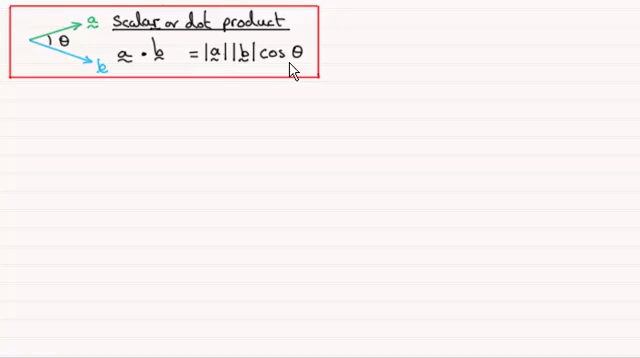 a scalar or dot product
θ
a · b = |a||b| cos θ
b